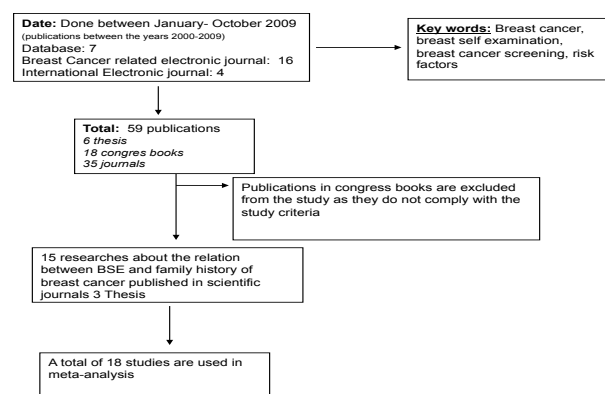 Date: Done between January- October 2009
(publications between the years 2000-2009)
Database: 7
Breast Cancer related electronic journal: 16
International Electronic journal: 4
Key words: Breast cancer,
breast self examination,
breast cancer screening, risk
factors
Total: 59 publications
6 thesis
18 congres books
35 journals
Publications in congress books are excluded
from the study as they do not comply with the
study criteria
15 researches about the relation
between BSE and family history of
breast cancer published in scientific
journals 3 Thesis
A total of 18 studies are used in
meta-analysis